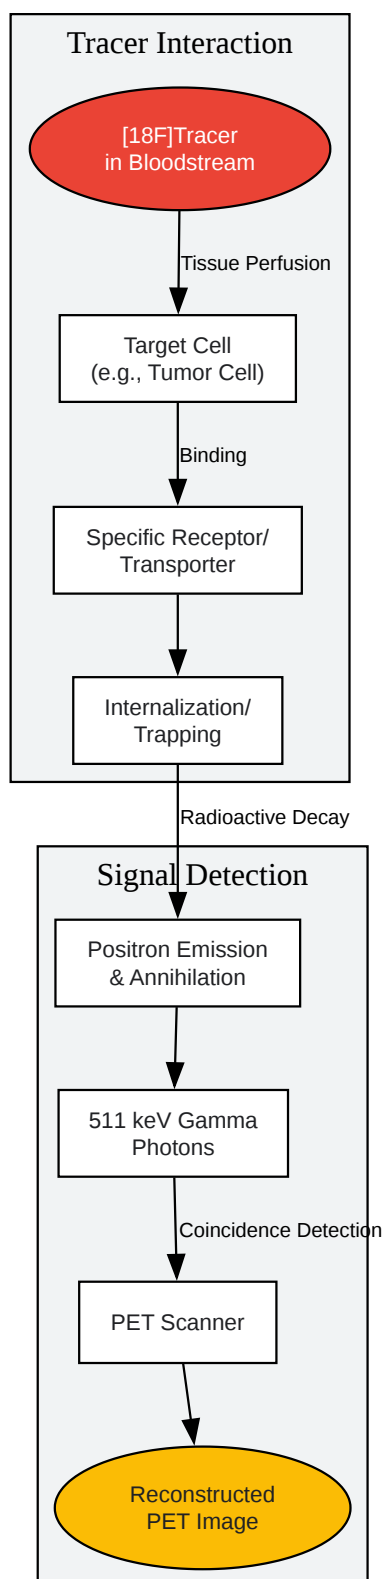 Tracer Interaction
[18F]Tracer
in Bloodstream
Tissue Perfusion
Target Cell
(e.g., Tumor Cell)
Binding
Specific Receptor/
Transporter
Internalization/
Trapping
Radioactive Decay
Signal Detection
Positron Emission
& Annihilation
511 keV Gamma
Photons
Coincidence Detection
PET Scanner
Reconstructed
PET Image